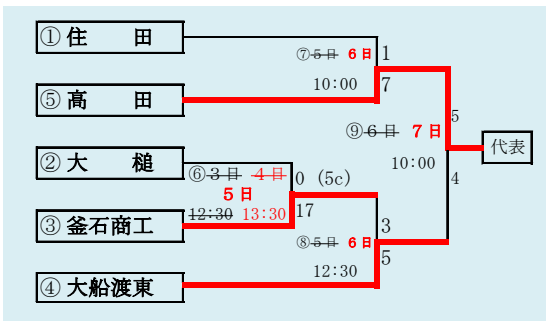 ①住 田
⑦5日 6日 1
10:00 7
⑤高 田
5
⑨6日 7日
代表
10:00
4
②大 槌
⑥3日 4日 0 (5c)
5日
12:30 13:30 17
③釜石商工
3
⑧5日 6日
5
12:30
④大船渡東